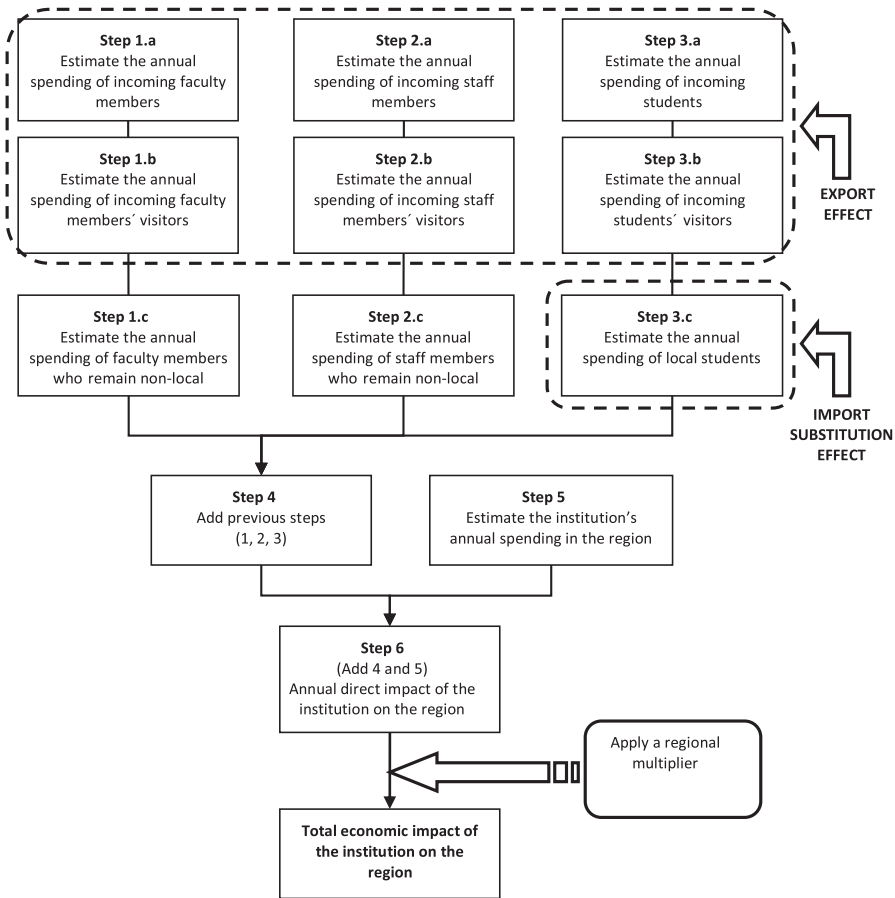 Step 1.a
Estimate the annual
spending of incoming faculty
members
Step 2.a
Estimate the annual
spending of incoming staff
members
Step 3.a
Estimate the annual
spending of incoming
students
Step 1.b
Estimate the annual
spending of incoming faculty
members´ visitors
Step 2.b
Estimate the annual
spending of incoming staff
members´ visitors
Step 3.b
Estimate the annual
spending of incoming
students´ visitors
EXPORT
EFFECT
Step 1.c
Estimate the annual
spending of faculty members
who remain non-local
Step 2.c
Estimate the annual
spending of staff members
who remain non-local
Step 3.c
Estimate the annual
spending of local students
IMPORT
SUBSTITUTION
EFFECT
Step 4
Add previous steps
(1, 2, 3)
Step 5
Estimate the institution’s
annual spending in the region
Step 6
(Add 4 and 5)
Annual direct impact of the
institution on the region
Apply a regional
multiplier
Total economic impact of
the institution on the
region